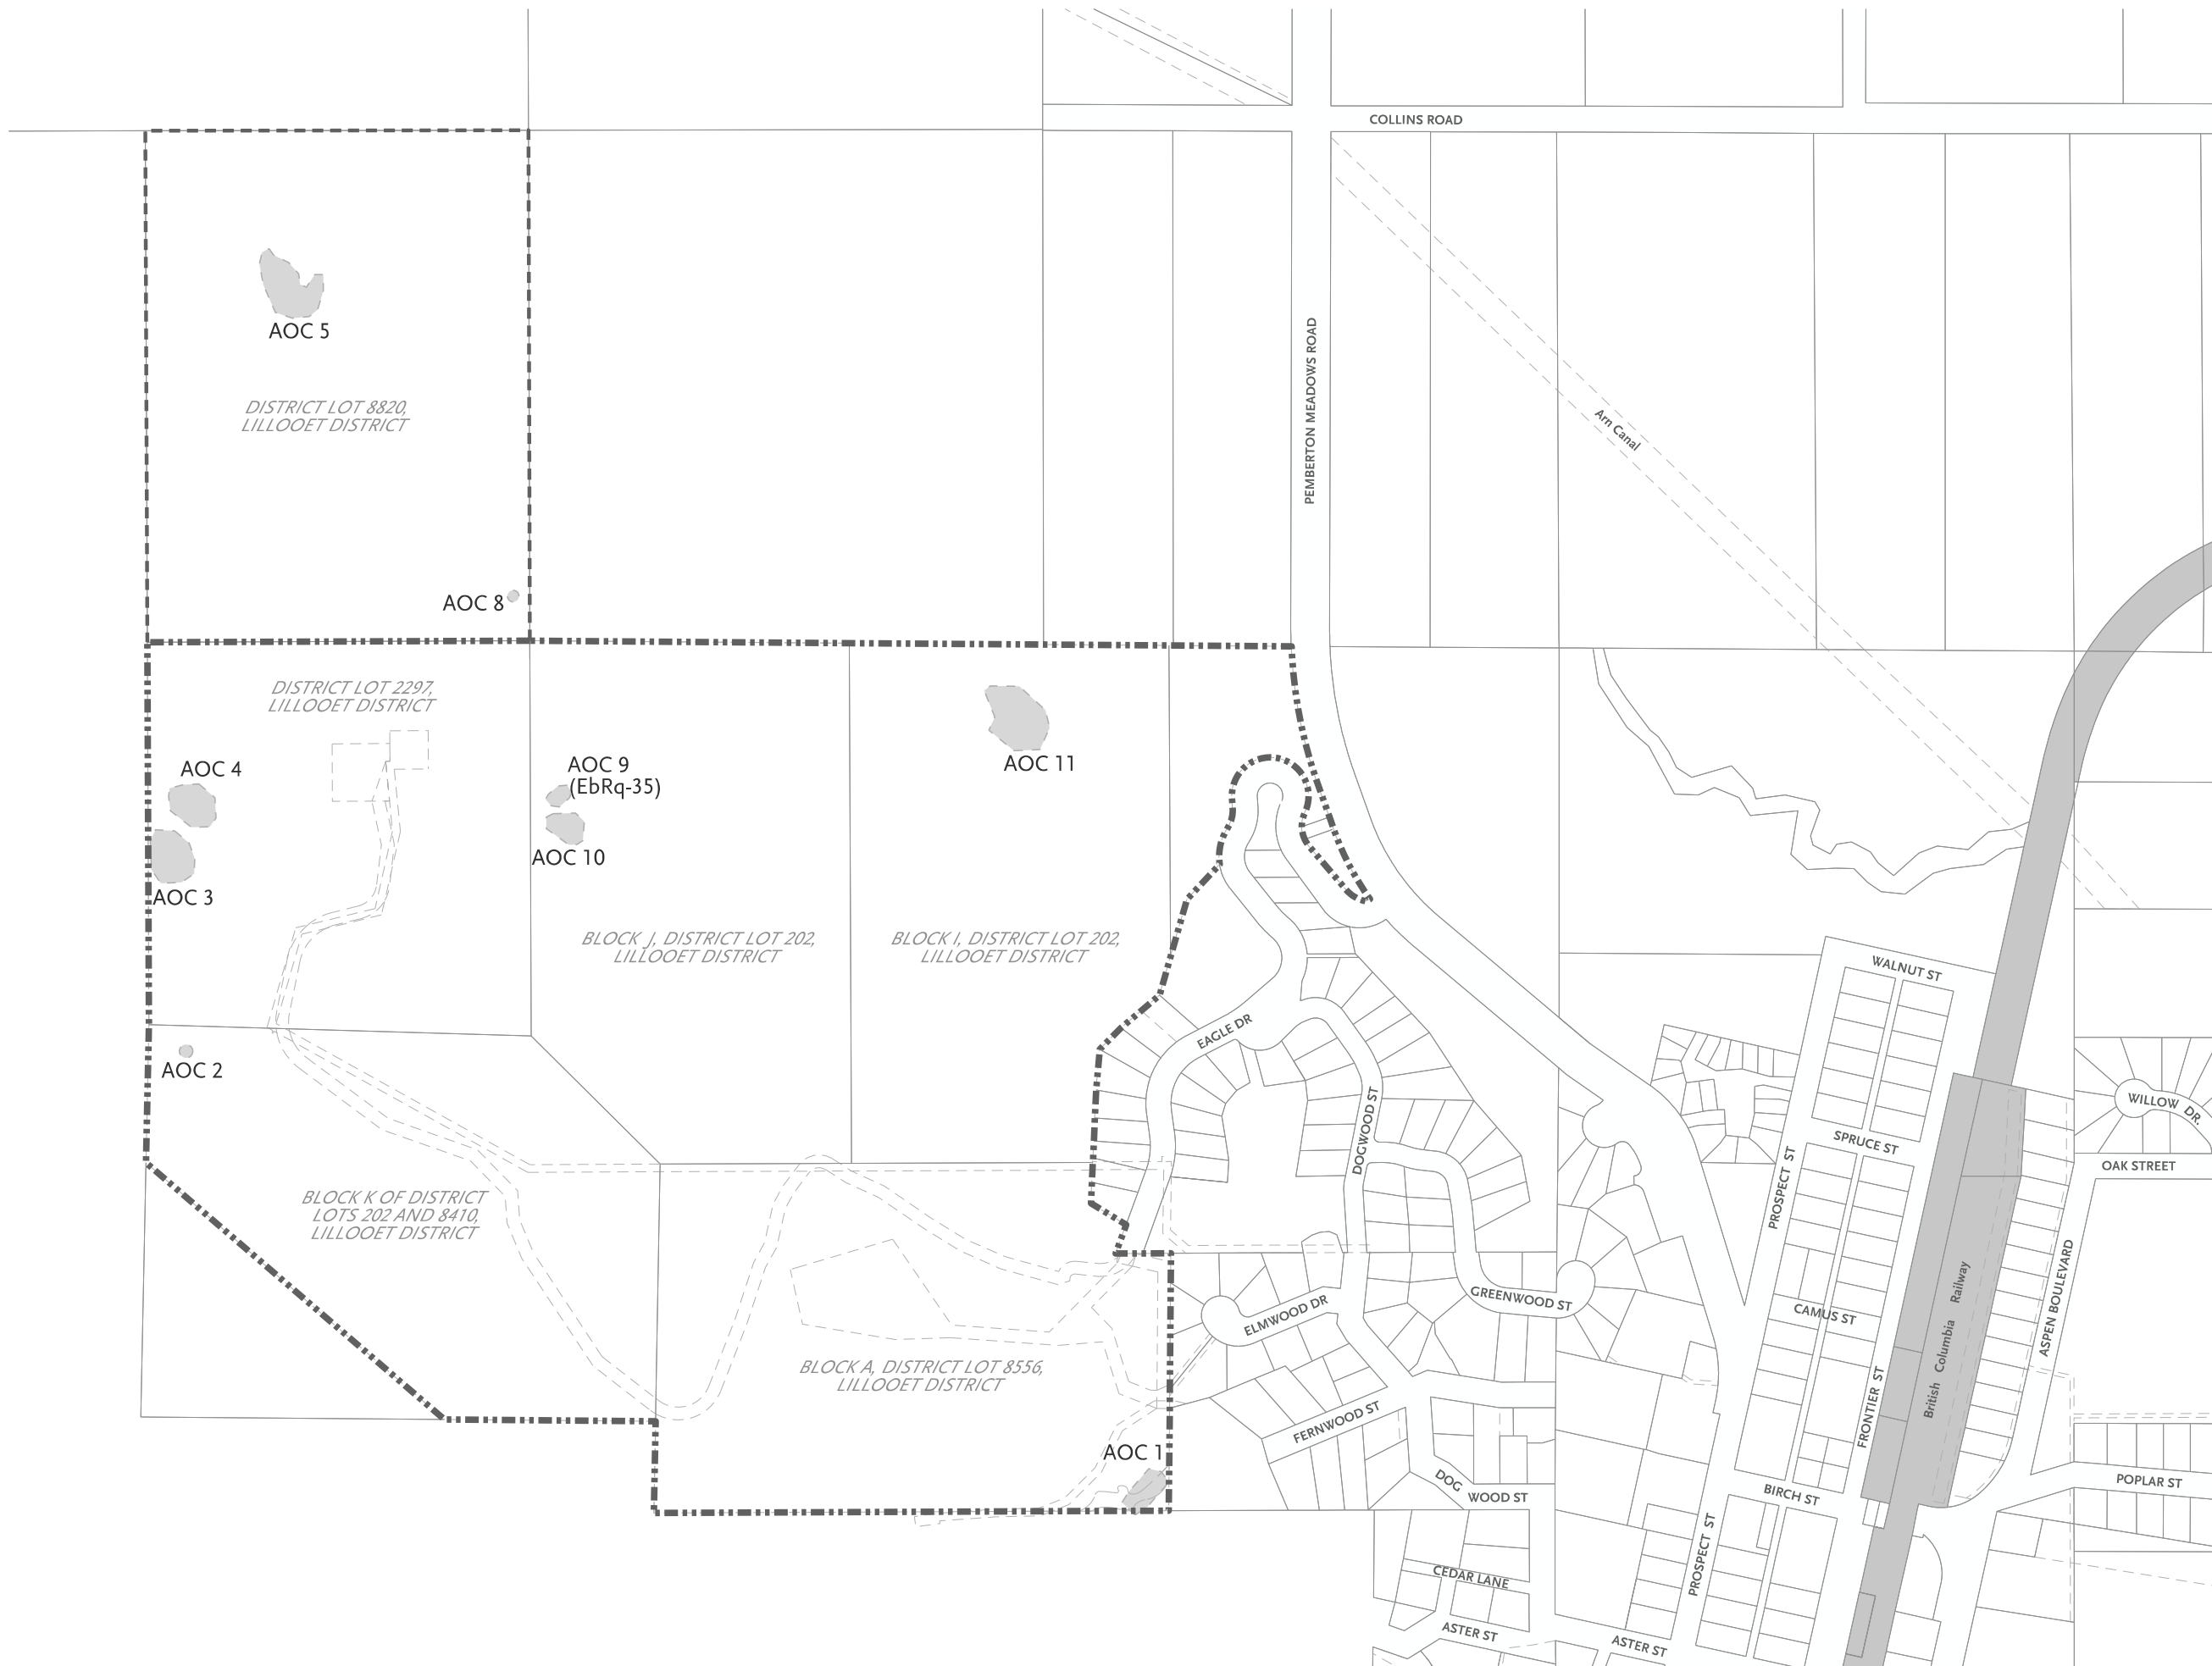 COLLINS ROAD
PEMBERTON MEADOWS ROAD
AOC 5
DISTRICT LOT 8820,
LILLOOET DISTRICT
Arn Canal
AOC 8
DISTRICT LOT 2297,
LILLOOET DISTRICT
AOC 4
AOC 9
(EbRq-35)
AOC 11
AOC 10
AOC 3
BLOCK J, DISTRICT LOT 202,
LILLOOET DISTRICT
BLOCK I, DISTRICT LOT 202,
LILLOOET DISTRICT
WALNUT ST
EAGLE DR
AOC 2
WILLOW DR.
DOGWOOD ST
SPRUCE ST
OAK STREET
PROSPECT ST
BLOCK K OF DISTRICT
LOTS 202 AND 8410,
LILLOOET DISTRICT
GREENWOOD ST
ELMWOOD DR
CAMUS ST
British Columbia Railway
ASPEN BOULEVARD
BLOCK A, DISTRICT LOT 8556,
LILLOOET DISTRICT
FRONTIER ST
FERNWOOD ST
AOC 1
DOG
WOOD ST
BIRCH ST
POPLAR ST
PROSPECT ST
CEDAR LANE
ASTER ST
ASTER ST